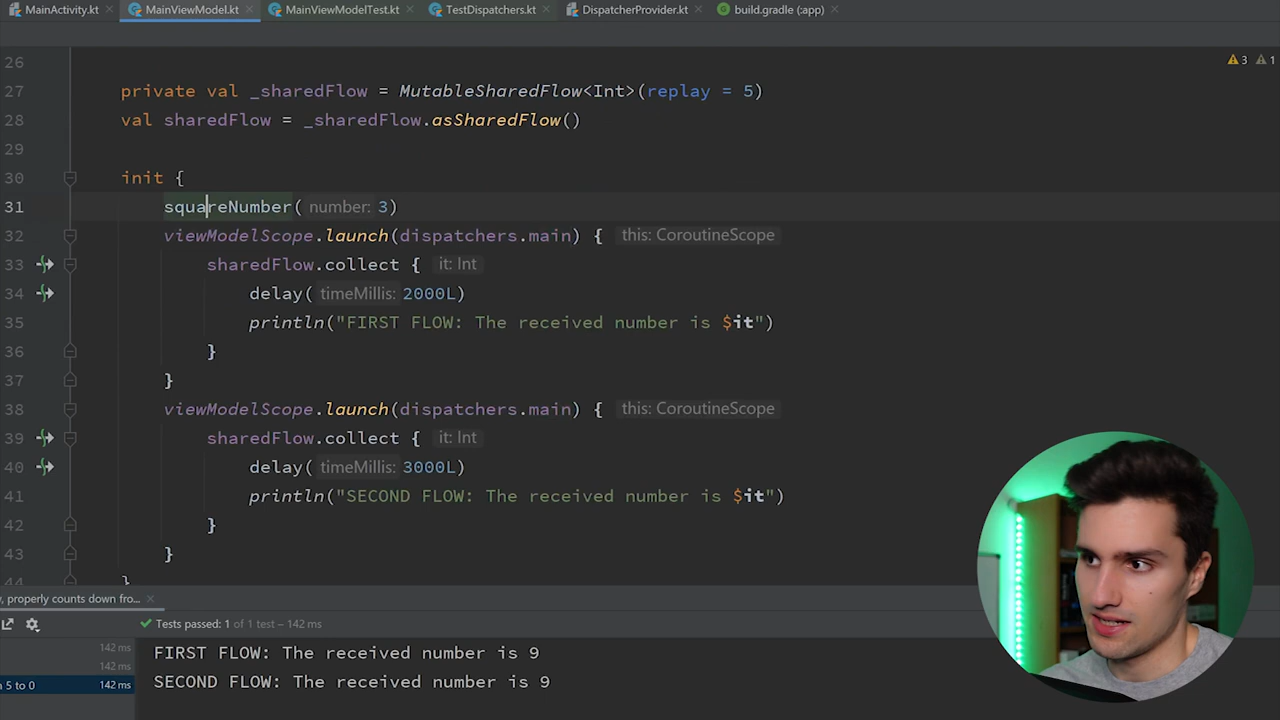 MainActivity.kt MainViewModel.kt MainViewModelTest.kt TestDispatchers.kt DispatcherProvider.kt build.gradle (:app)
26 3 1
27 private val _sharedFlow = MutableSharedFlow<Int>(replay = 5)
28 val sharedFlow = _sharedFlow.asSharedFlow()
29
30 init {
31 squareNumber( number: 3)
32 viewModelScope.launch(dispatchers.main) { this: CoroutineScope
33 sharedFlow.collect { it: Int
34 delay( timeMillis: 2000L)
35 println("FIRST FLOW: The received number is $it")
36 }
37 }
38 viewModelScope.launch(dispatchers.main) { this: CoroutineScope
39 sharedFlow.collect { it: Int
40 delay( timeMillis: 3000L)
41 println("SECOND FLOW: The received number is $it")
42 }
43 }
44 }
, properly counts down fro...
Tests passed: 1 of 1 test – 142 ms
142 ms FIRST FLOW: The received number is 9
142 ms
5 to 0 142 ms SECOND FLOW: The received number is 9